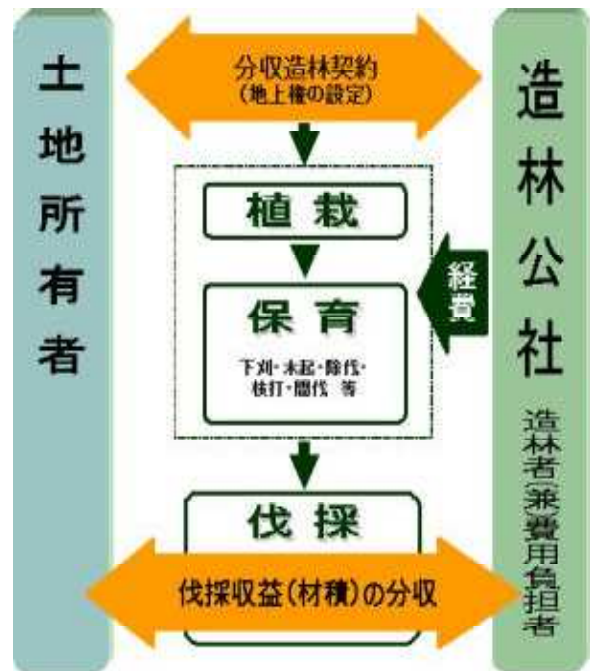 土地所有者
分収造林契約
(地上権の設定)
植栽
保育
下刈・木起・除伐・
枝打・間伐 等
経費
伐採
伐採収益(材積)の分収
造林公社
造林者(兼)費用負担者